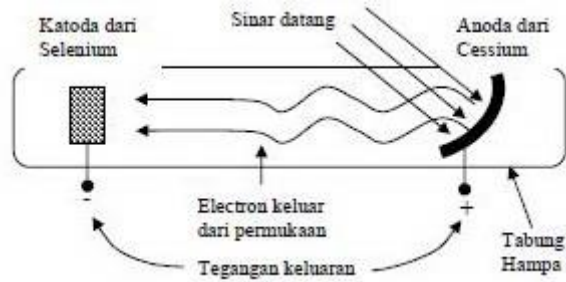 Katoda dari
Selenium
Sinar datang
Anoda dari
Cessium
-
+
Electron keluar
dari permukaan
Tegangan keluaran
Tabung
Hampa